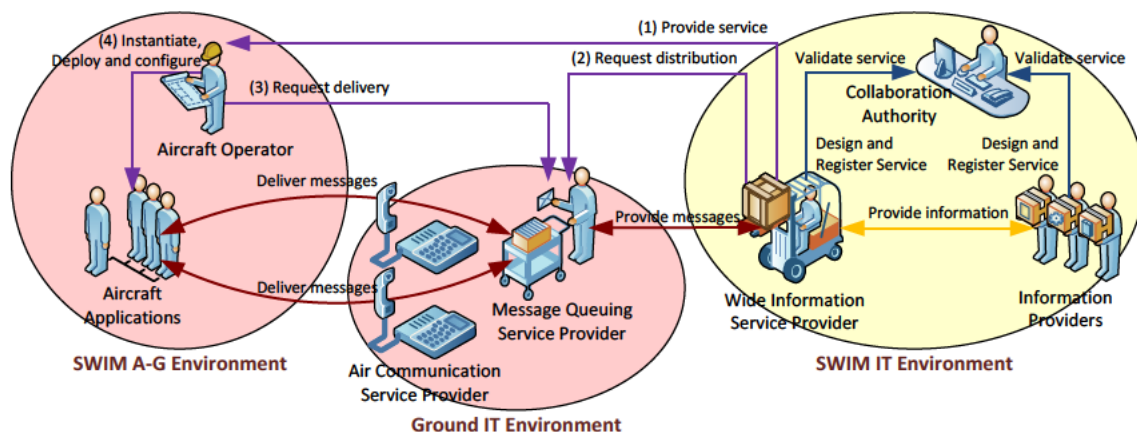 (4) Instantiate,
Deploy and configure
(1) Provide service
(2) Request distribution
(3) Request delivery
Validate service
Validate service
Collaboration
Authority
Aircraft Operator
Design and
Register Service
Design and
Register Service
Deliver messages
Provide messages
Provide information
Deliver messages
Aircraft
Applications
Message Queuing
Service Provider
Wide Information
Service Provider
Information
Providers
SWIM A-G Environment
Air Communication
Service Provider
SWIM IT Environment
Ground IT Environment